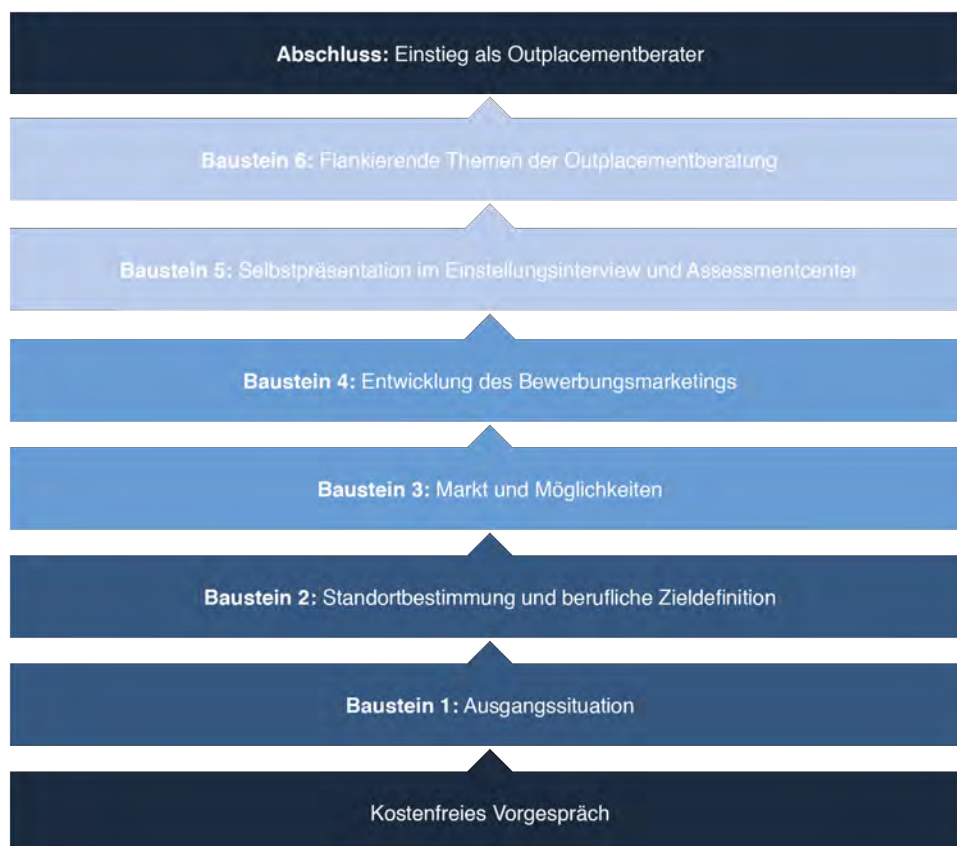 Abschluss: Einstieg als Outplacementberater
Baustein 6: Flankierende Themen der Outplacementberatung
Baustein 5: Selbstpräsentation im Einstellungsinterview und Assessmentcenter
Baustein 4: Entwicklung des Bewerbungsmarketings
Baustein 3: Markt und Möglichkeiten
Baustein 2: Standortbestimmung und berufliche Zieldefinition
Baustein 1: Ausgangssituation
Kostenfreies Vorgespräch